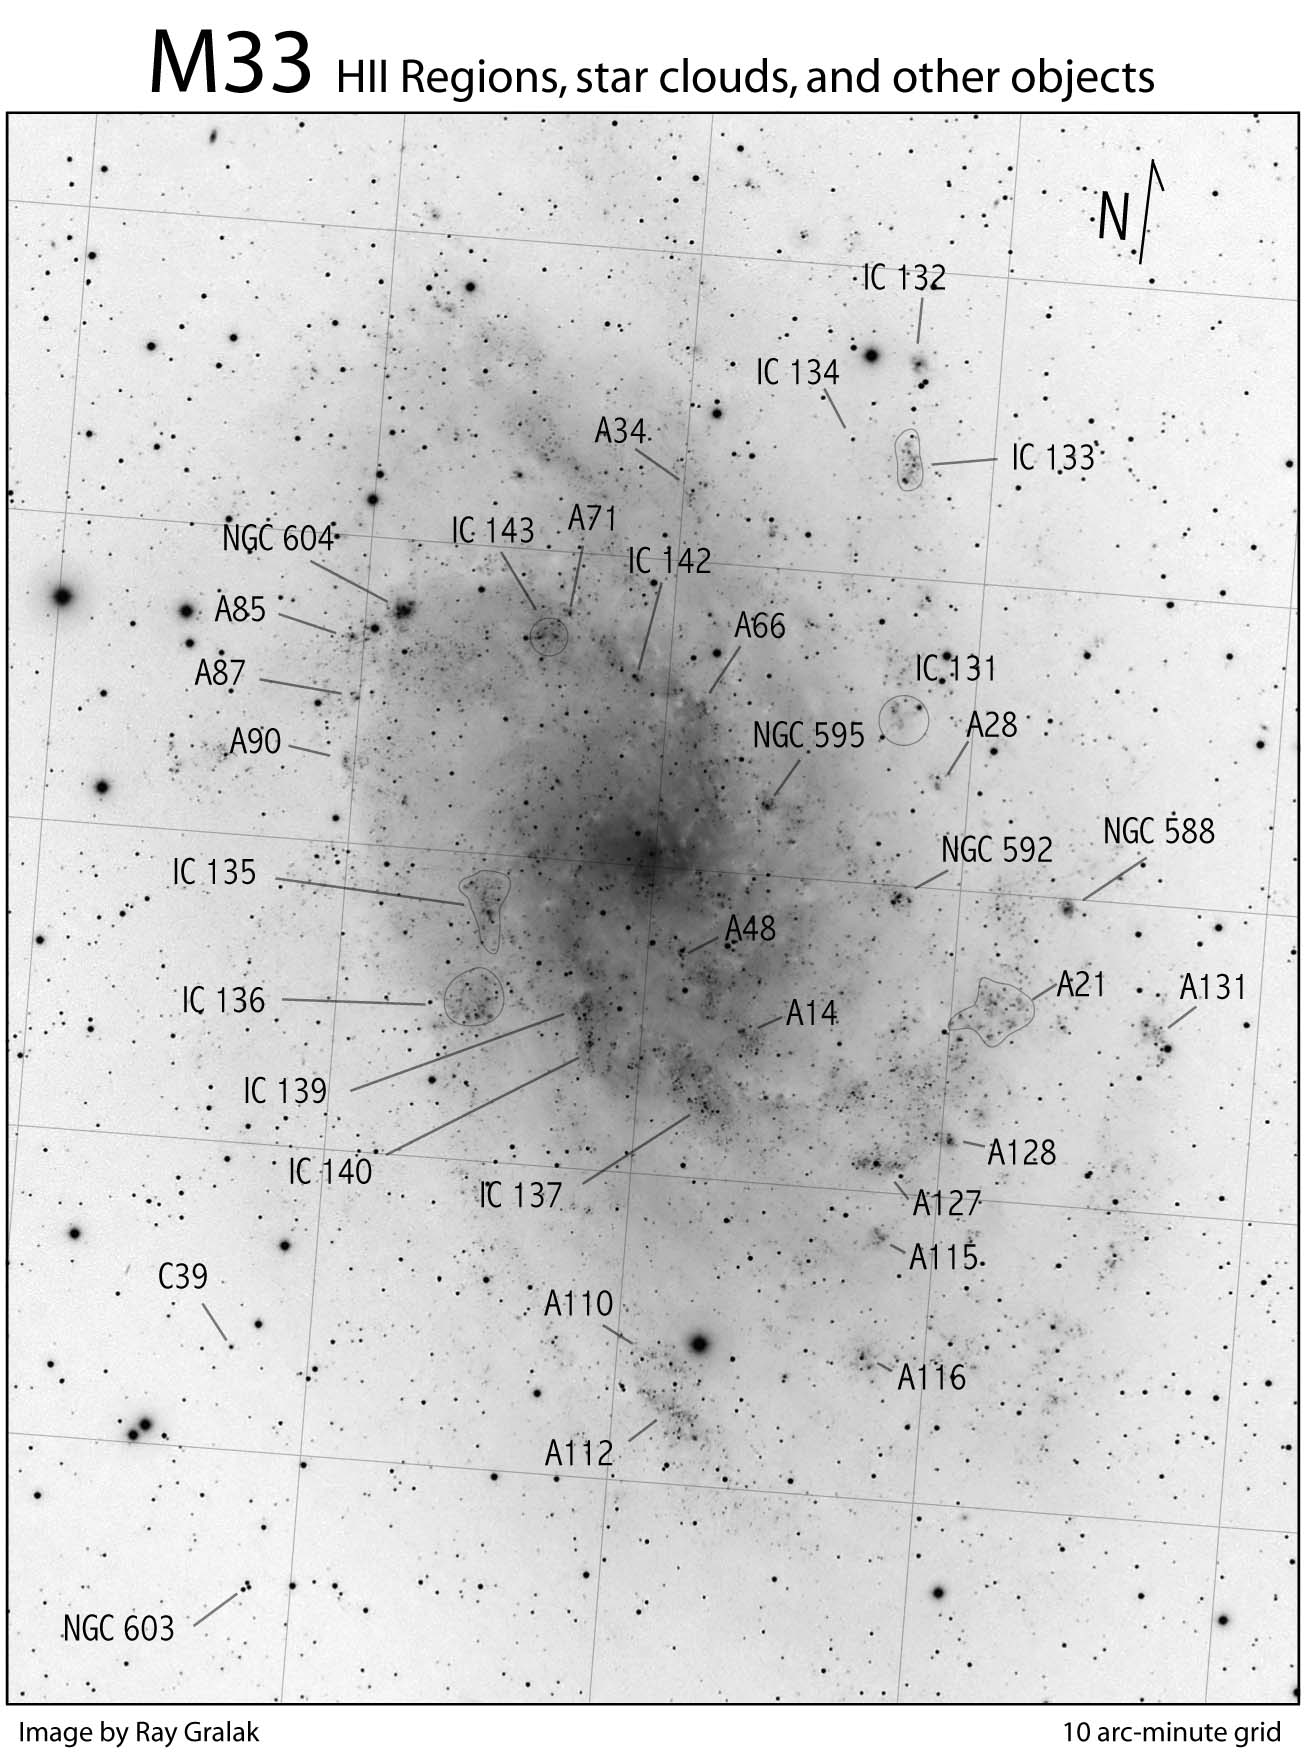 M33 HII Regions, star clouds, and other objects
N
IC 132
IC 134
A34
IC 133
IC 143
A71
NGC 604
IC 142
A85
A66
A87
IC 131
A28
NGC 595
A90
NGC 588
NGC 592
IC 135
A48
A21
A131
IC 136
A14
IC 139
A128
IC 140
IC 137
A127
A115
C39
A110
A116
A112
NGC 603
Image by Ray Gralak
10 arc-minute grid